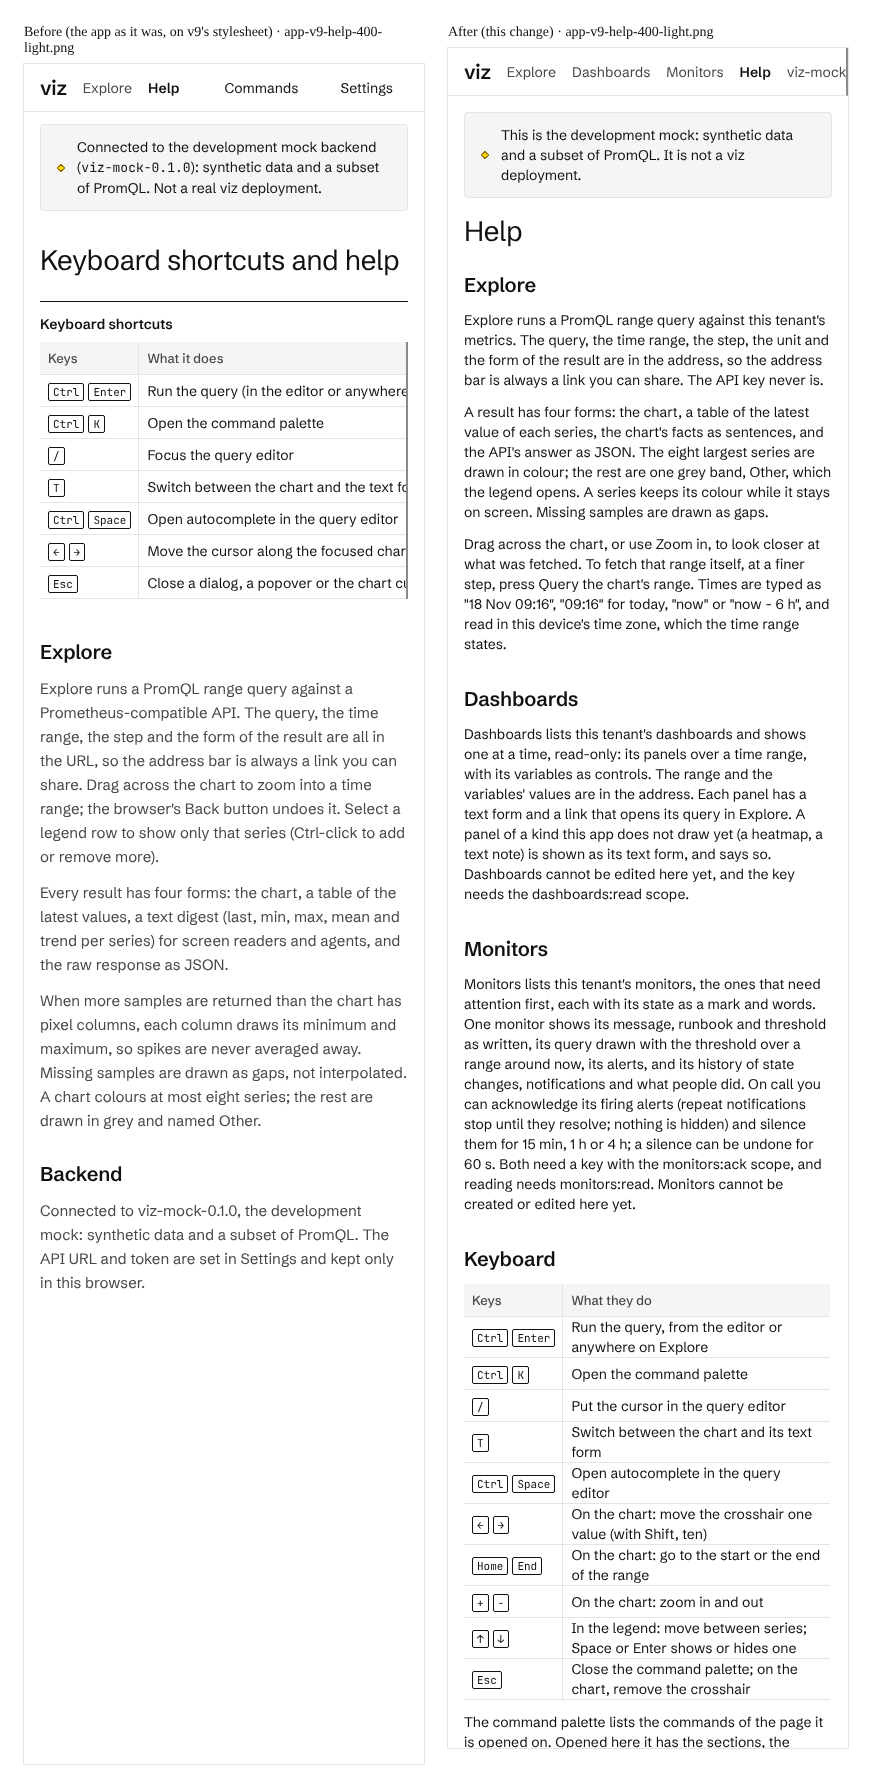 Before (the app as it was, on v9's stylesheet) · app-v9-help-400-
light.png
viz Explore Help Commands Settings
Connected to the development mock backend
(viz-mock-0.1.0): synthetic data and a subset
of PromQL. Not a real viz deployment.
Keyboard shortcuts and help
Keyboard shortcuts
Keys What it does
Ctrl Enter Run the query (in the editor or anywhere
Ctrl K Open the command palette
/ Focus the query editor
T Switch between the chart and the text fo
Ctrl Space Open autocomplete in the query editor
← → Move the cursor along the focused char
Esc Close a dialog, a popover or the chart cu
Explore
Explore runs a PromQL range query against a
Prometheus-compatible API. The query, the time
range, the step and the form of the result are all in
the URL, so the address bar is always a link you can
share. Drag across the chart to zoom into a time
range; the browser's Back button undoes it. Select a
legend row to show only that series (Ctrl-click to add
or remove more).
Every result has four forms: the chart, a table of the
latest values, a text digest (last, min, max, mean and
trend per series) for screen readers and agents, and
the raw response as JSON.
When more samples are returned than the chart has
pixel columns, each column draws its minimum and
maximum, so spikes are never averaged away.
Missing samples are drawn as gaps, not interpolated.
A chart colours at most eight series; the rest are
drawn in grey and named Other.
Backend
Connected to viz-mock-0.1.0, the development
mock: synthetic data and a subset of PromQL. The
API URL and token are set in Settings and kept only
in this browser.
After (this change) · app-v9-help-400-light.png
viz Explore Dashboards Monitors Help viz-mock
This is the development mock: synthetic data
and a subset of PromQL. It is not a viz
deployment.
Help
Explore
Explore runs a PromQL range query against this tenant's
metrics. The query, the time range, the step, the unit and
the form of the result are in the address, so the address
bar is always a link you can share. The API key never is.
A result has four forms: the chart, a table of the latest
value of each series, the chart's facts as sentences, and
the API's answer as JSON. The eight largest series are
drawn in colour; the rest are one grey band, Other, which
the legend opens. A series keeps its colour while it stays
on screen. Missing samples are drawn as gaps.
Drag across the chart, or use Zoom in, to look closer at
what was fetched. To fetch that range itself, at a finer
step, press Query the chart's range. Times are typed as
"18 Nov 09:16", "09:16" for today, "now" or "now - 6 h", and
read in this device's time zone, which the time range
states.
Dashboards
Dashboards lists this tenant's dashboards and shows
one at a time, read-only: its panels over a time range,
with its variables as controls. The range and the
variables' values are in the address. Each panel has a
text form and a link that opens its query in Explore. A
panel of a kind this app does not draw yet (a heatmap, a
text note) is shown as its text form, and says so.
Dashboards cannot be edited here yet, and the key
needs the dashboards:read scope.
Monitors
Monitors lists this tenant's monitors, the ones that need
attention first, each with its state as a mark and words.
One monitor shows its message, runbook and threshold
as written, its query drawn with the threshold over a
range around now, its alerts, and its history of state
changes, notifications and what people did. On call you
can acknowledge its firing alerts (repeat notifications
stop until they resolve; nothing is hidden) and silence
them for 15 min, 1 h or 4 h; a silence can be undone for
60 s. Both need a key with the monitors:ack scope, and
reading needs monitors:read. Monitors cannot be
created or edited here yet.
Keyboard
Keys What they do
Ctrl Enter Run the query, from the editor or
anywhere on Explore
Ctrl K Open the command palette
/ Put the cursor in the query editor
T Switch between the chart and its text
form
Ctrl Space Open autocomplete in the query
editor
← → On the chart: move the crosshair one
value (with Shift, ten)
Home End On the chart: go to the start or the end
of the range
+ - On the chart: zoom in and out
↑ ↓ In the legend: move between series;
Space or Enter shows or hides one
Esc Close the command palette; on the
chart, remove the crosshair
The command palette lists the commands of the page it
is opened on. Opened here it has the sections, the